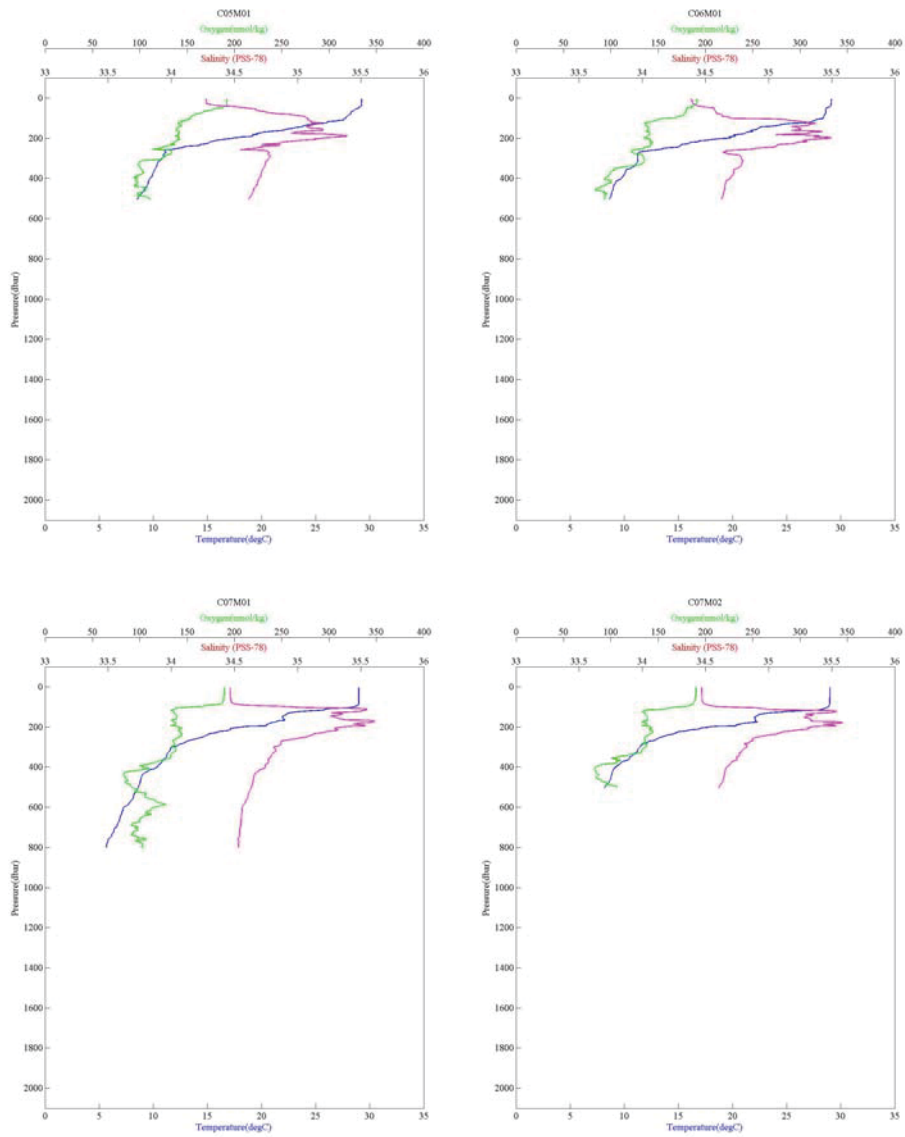 C05M01
Oxygen(umol/kg)
0 50 100 150 200 250 300 350 400
Salinity (PSS-78)
33 33.5 34 34.5 35 35.5 36
0
200
400
600
800
1000
1200
1400
1600
1800
2000
Pressure(dbar)
0 5 10 15 20 25 30 35
Temperature(degC)
C06M01
Oxygen(umol/kg)
0 50 100 150 200 250 300 350 400
Salinity (PSS-78)
33 33.5 34 34.5 35 35.5 36
0
200
400
600
800
1000
1200
1400
1600
1800
2000
Pressure(dbar)
0 5 10 15 20 25 30 35
Temperature(degC)
C07M01
Oxygen(umol/kg)
0 50 100 150 200 250 300 350 400
Salinity (PSS-78)
33 33.5 34 34.5 35 35.5 36
0
200
400
600
800
1000
1200
1400
1600
1800
2000
Pressure(dbar)
0 5 10 15 20 25 30 35
Temperature(degC)
C07M02
Oxygen(umol/kg)
0 50 100 150 200 250 300 350 400
Salinity (PSS-78)
33 33.5 34 34.5 35 35.5 36
0
200
400
600
800
1000
1200
1400
1600
1800
2000
Pressure(dbar)
0 5 10 15 20 25 30 35
Temperature(degC)